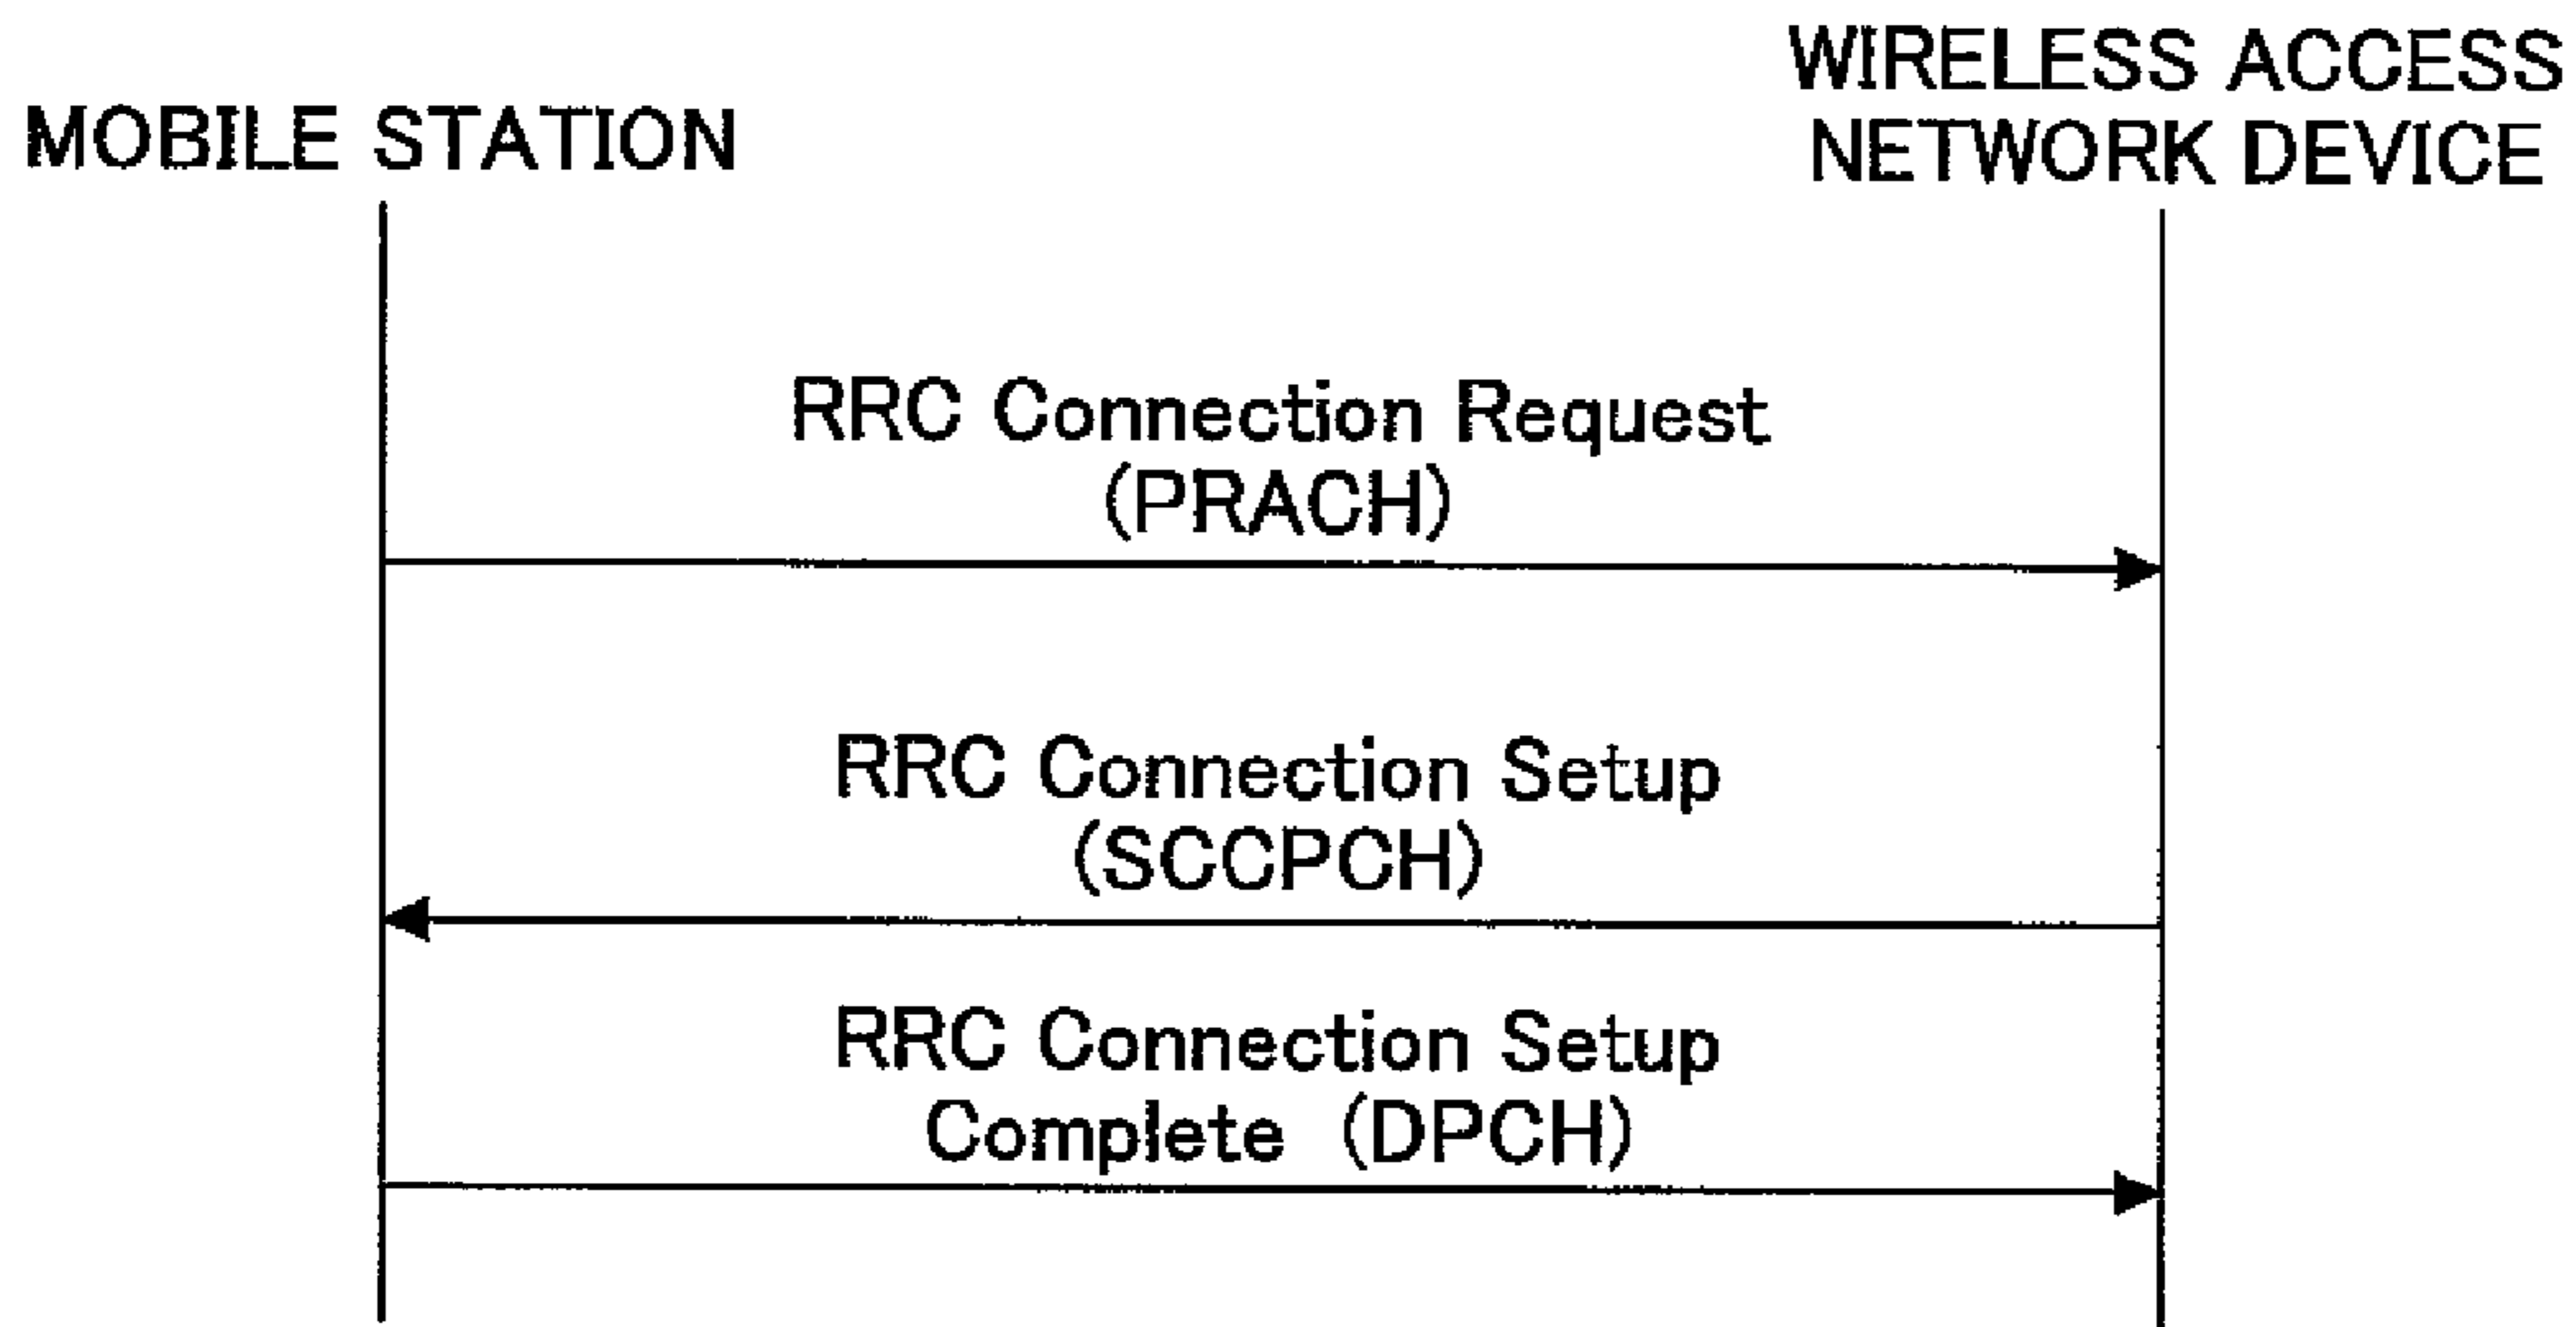 MOBILE STATION
WIRELESS ACCESS
NETWORK DEVICE
RRC Connection Request
(PRACH)
RRC Connection Setup
(SCCPCH)
RRC Connection Setup
Complete (DPCH)